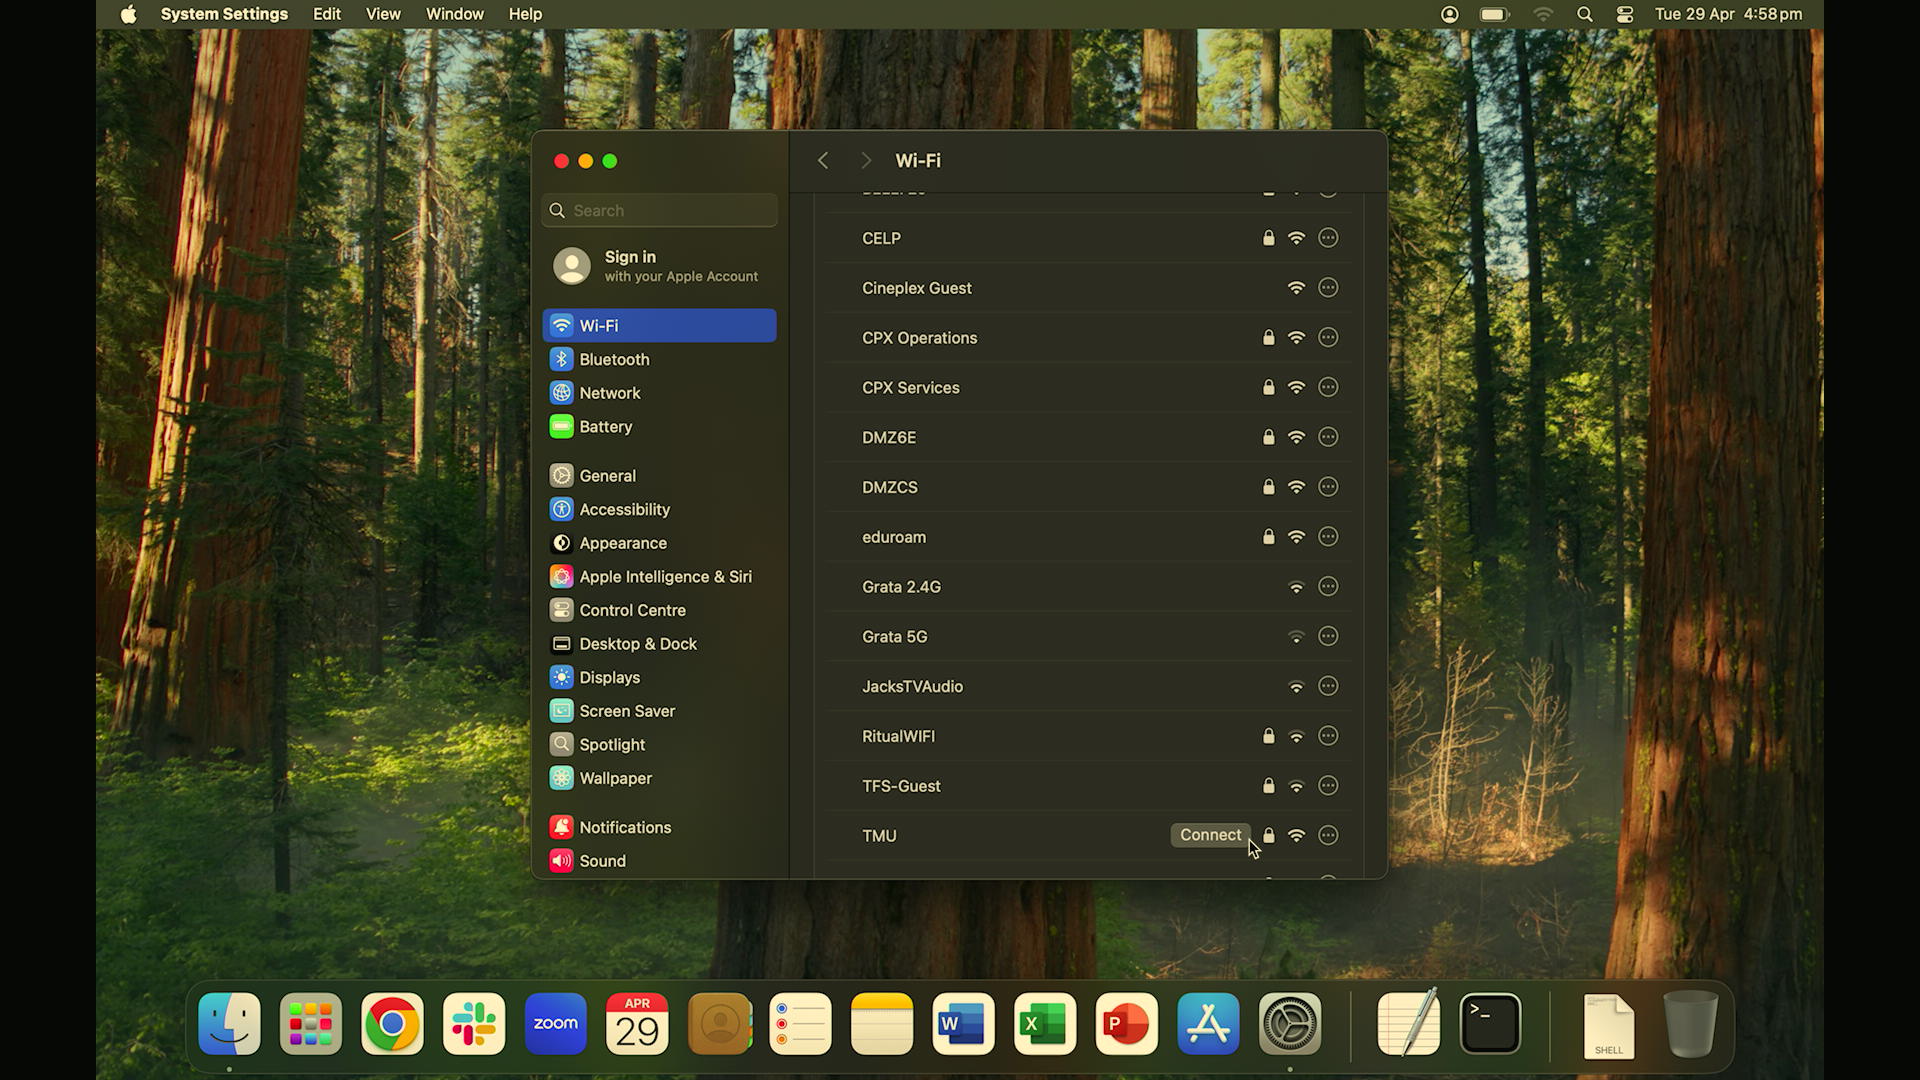 System Settings Edit View Window Help Tue 29 Apr 4:58 pm
Wi-Fi
Search
Sign in
with your Apple Account
Wi-Fi
Bluetooth
Network
Battery
General
Accessibility
Appearance
Apple Intelligence & Siri
Control Centre
Desktop & Dock
Displays
Screen Saver
Spotlight
Wallpaper
Notifications
Sound
CELP
Cineplex Guest
CPX Operations
CPX Services
DMZ6E
DMZCS
eduroam
Grata 2.4G
Grata 5G
JacksTVAudio
RitualWIFI
TFS-Guest
TMU Connect
zoom
APR
29
W
X
P
>_
SHELL